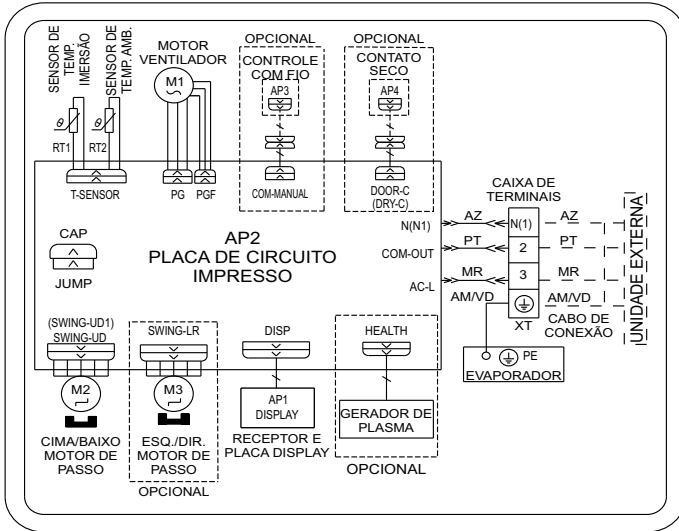 SENSOR DE
TEMP.
IMERSÃO
SENSOR DE
TEMP. AMB.
MOTOR
VENTILADOR
OPCIONAL
CONTROLE
COM FIO
OPCIONAL
CONTATO
SECO
M1
AP3
AP4
θ
RT1
θ
RT2
T-SENSOR
PG
PGF
COM-MANUAL
DOOR-C
(DRY-C)
CAIXA DE
TERMINAIS
N(N1)
AZ
N(1)
AZ
COM-OUT
PT
2
PT
AC-L
MR
3
MR
AM/VD
AM/VD
XT
CABO DE
CONEXÃO
UNIDADE EXTERNA
CAP
JUMP
AP2
PLACA DE CIRCUITO
IMPRESSO
PE
EVAPORADOR
(SWING-UD1)
SWING-UD
SWING-LR
DISP
HEALTH
M2
M3
AP1
DISPLAY
GERADOR DE
PLASMA
CIMA/BAIXO
MOTOR DE
PASSO
ESQ./DIR.
MOTOR DE
PASSO
RECEPTOR E
PLACA DISPLAY
OPCIONAL
OPCIONAL